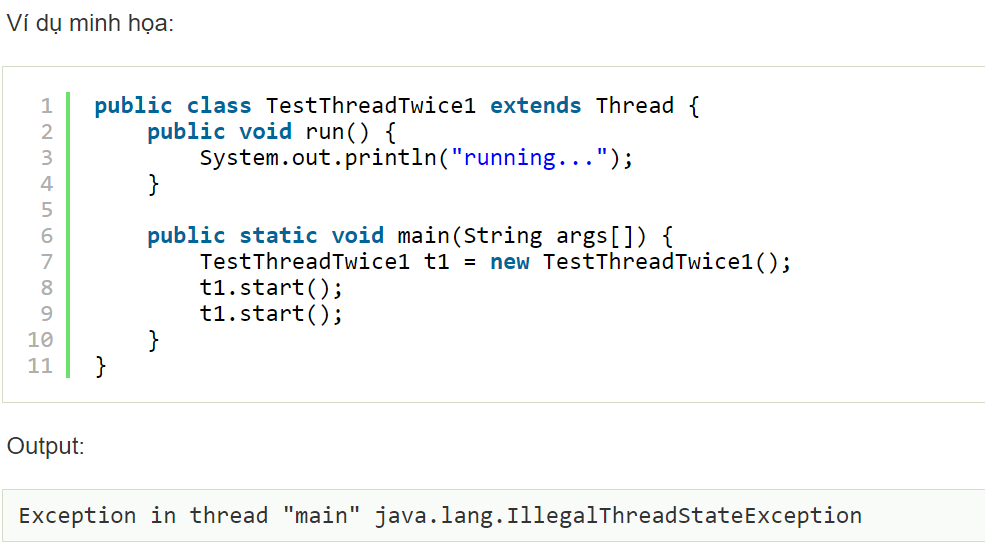 Ví dụ minh họa:
1 public class TestThreadTwice1 extends Thread {
2     public void run() {
3         System.out.println("running...");
4     }
5
6     public static void main(String args[]) {
7         TestThreadTwice1 t1 = new TestThreadTwice1();
8         t1.start();
9         t1.start();
10     }
11 }
Output:
Exception in thread "main" java.lang.IllegalThreadStateException